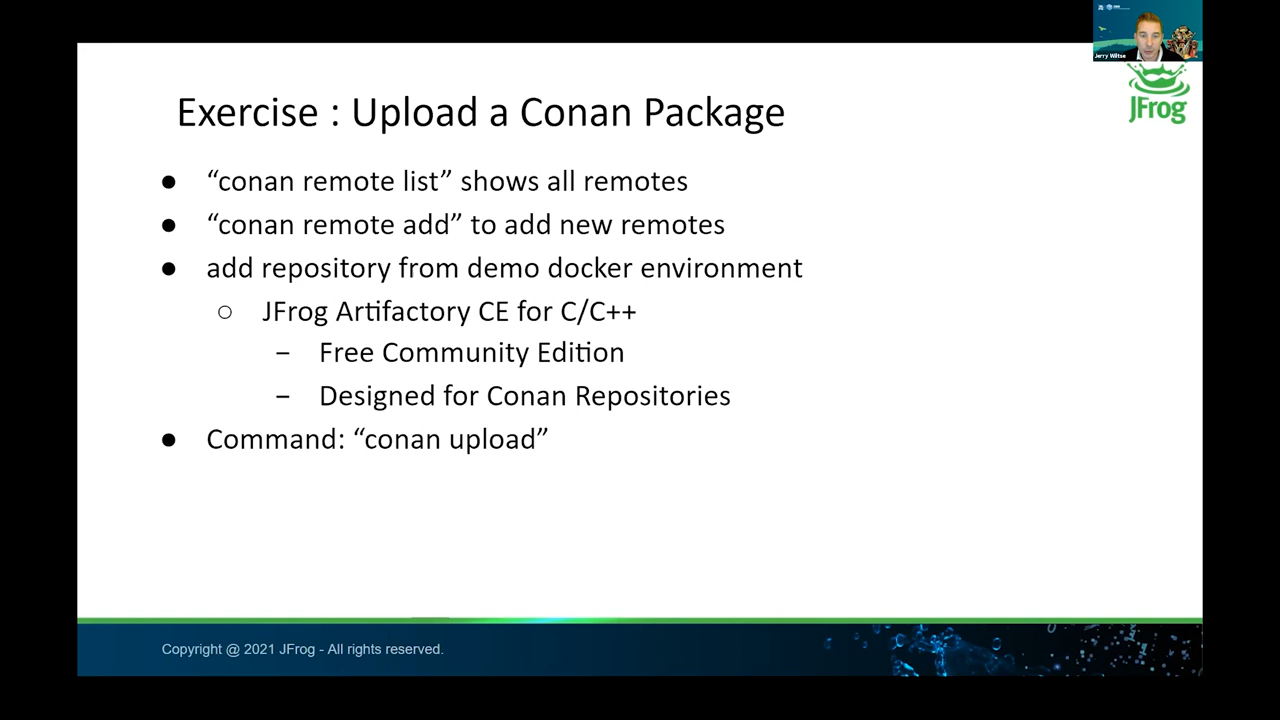 Jerry Wiltse
JFrog
Exercise : Upload a Conan Package
● “conan remote list” shows all remotes
● “conan remote add” to add new remotes
● add repository from demo docker environment
○ JFrog Artifactory CE for C/C++
– Free Community Edition
– Designed for Conan Repositories
● Command: “conan upload”
Copyright @ 2021 JFrog - All rights reserved.